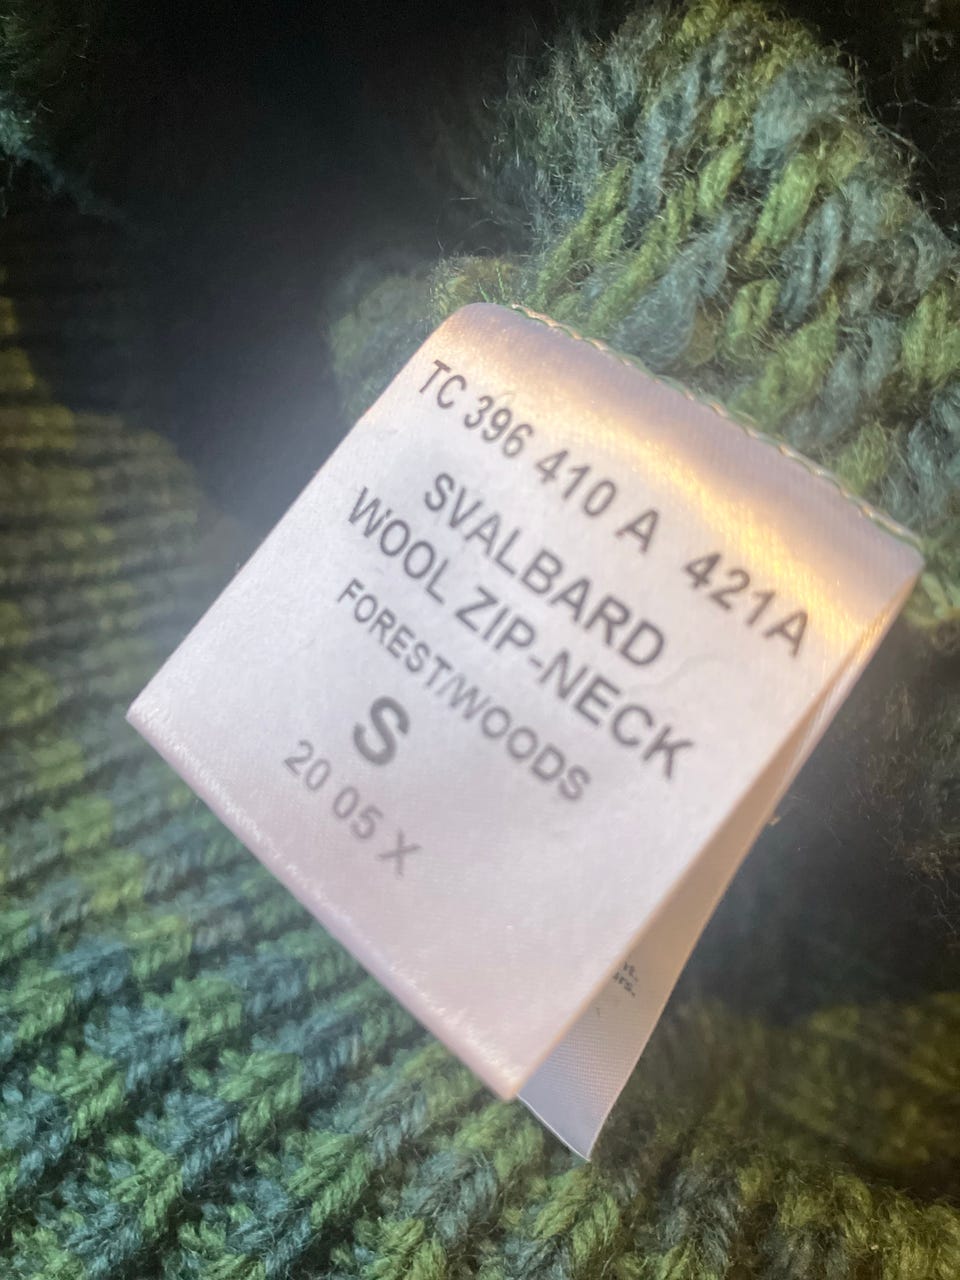 TC 396 410 A 421A
SVALBARD
WOOL ZIP-NECK
FOREST/WOODS
S
20 05 X